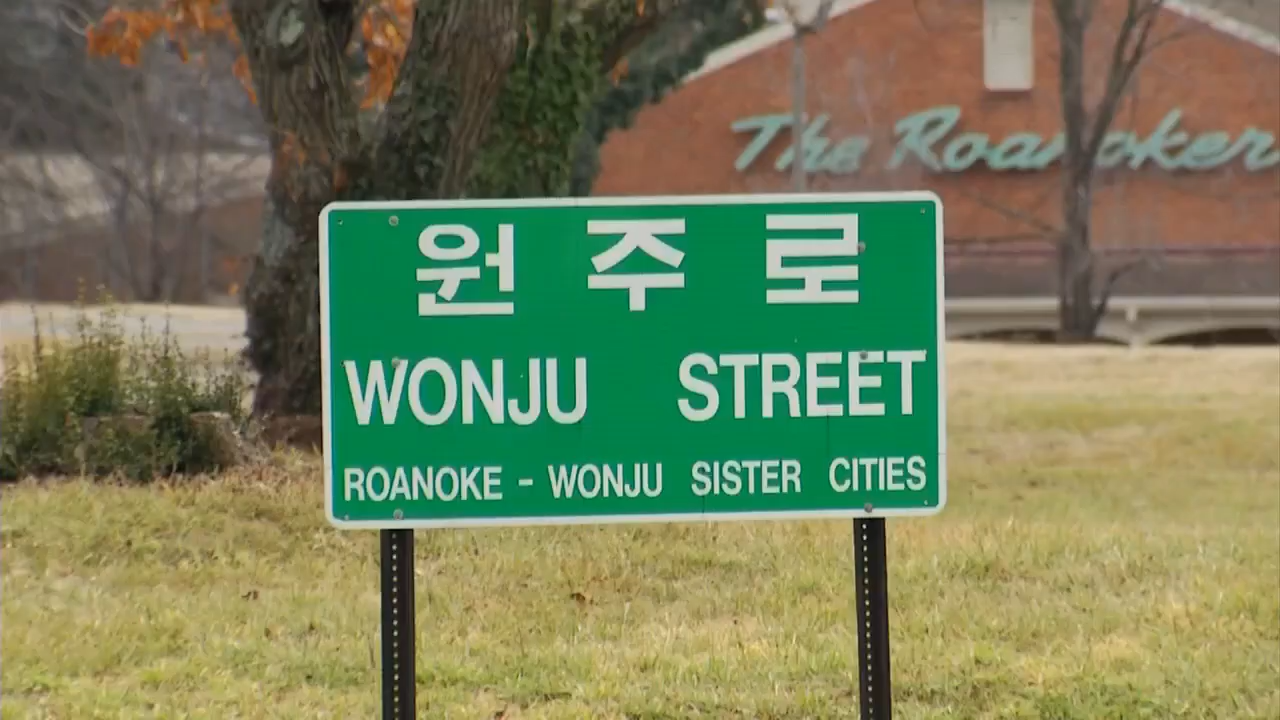 The Roanoker
원주로
WONJU STREET
ROANOKE - WONJU SISTER CITIES